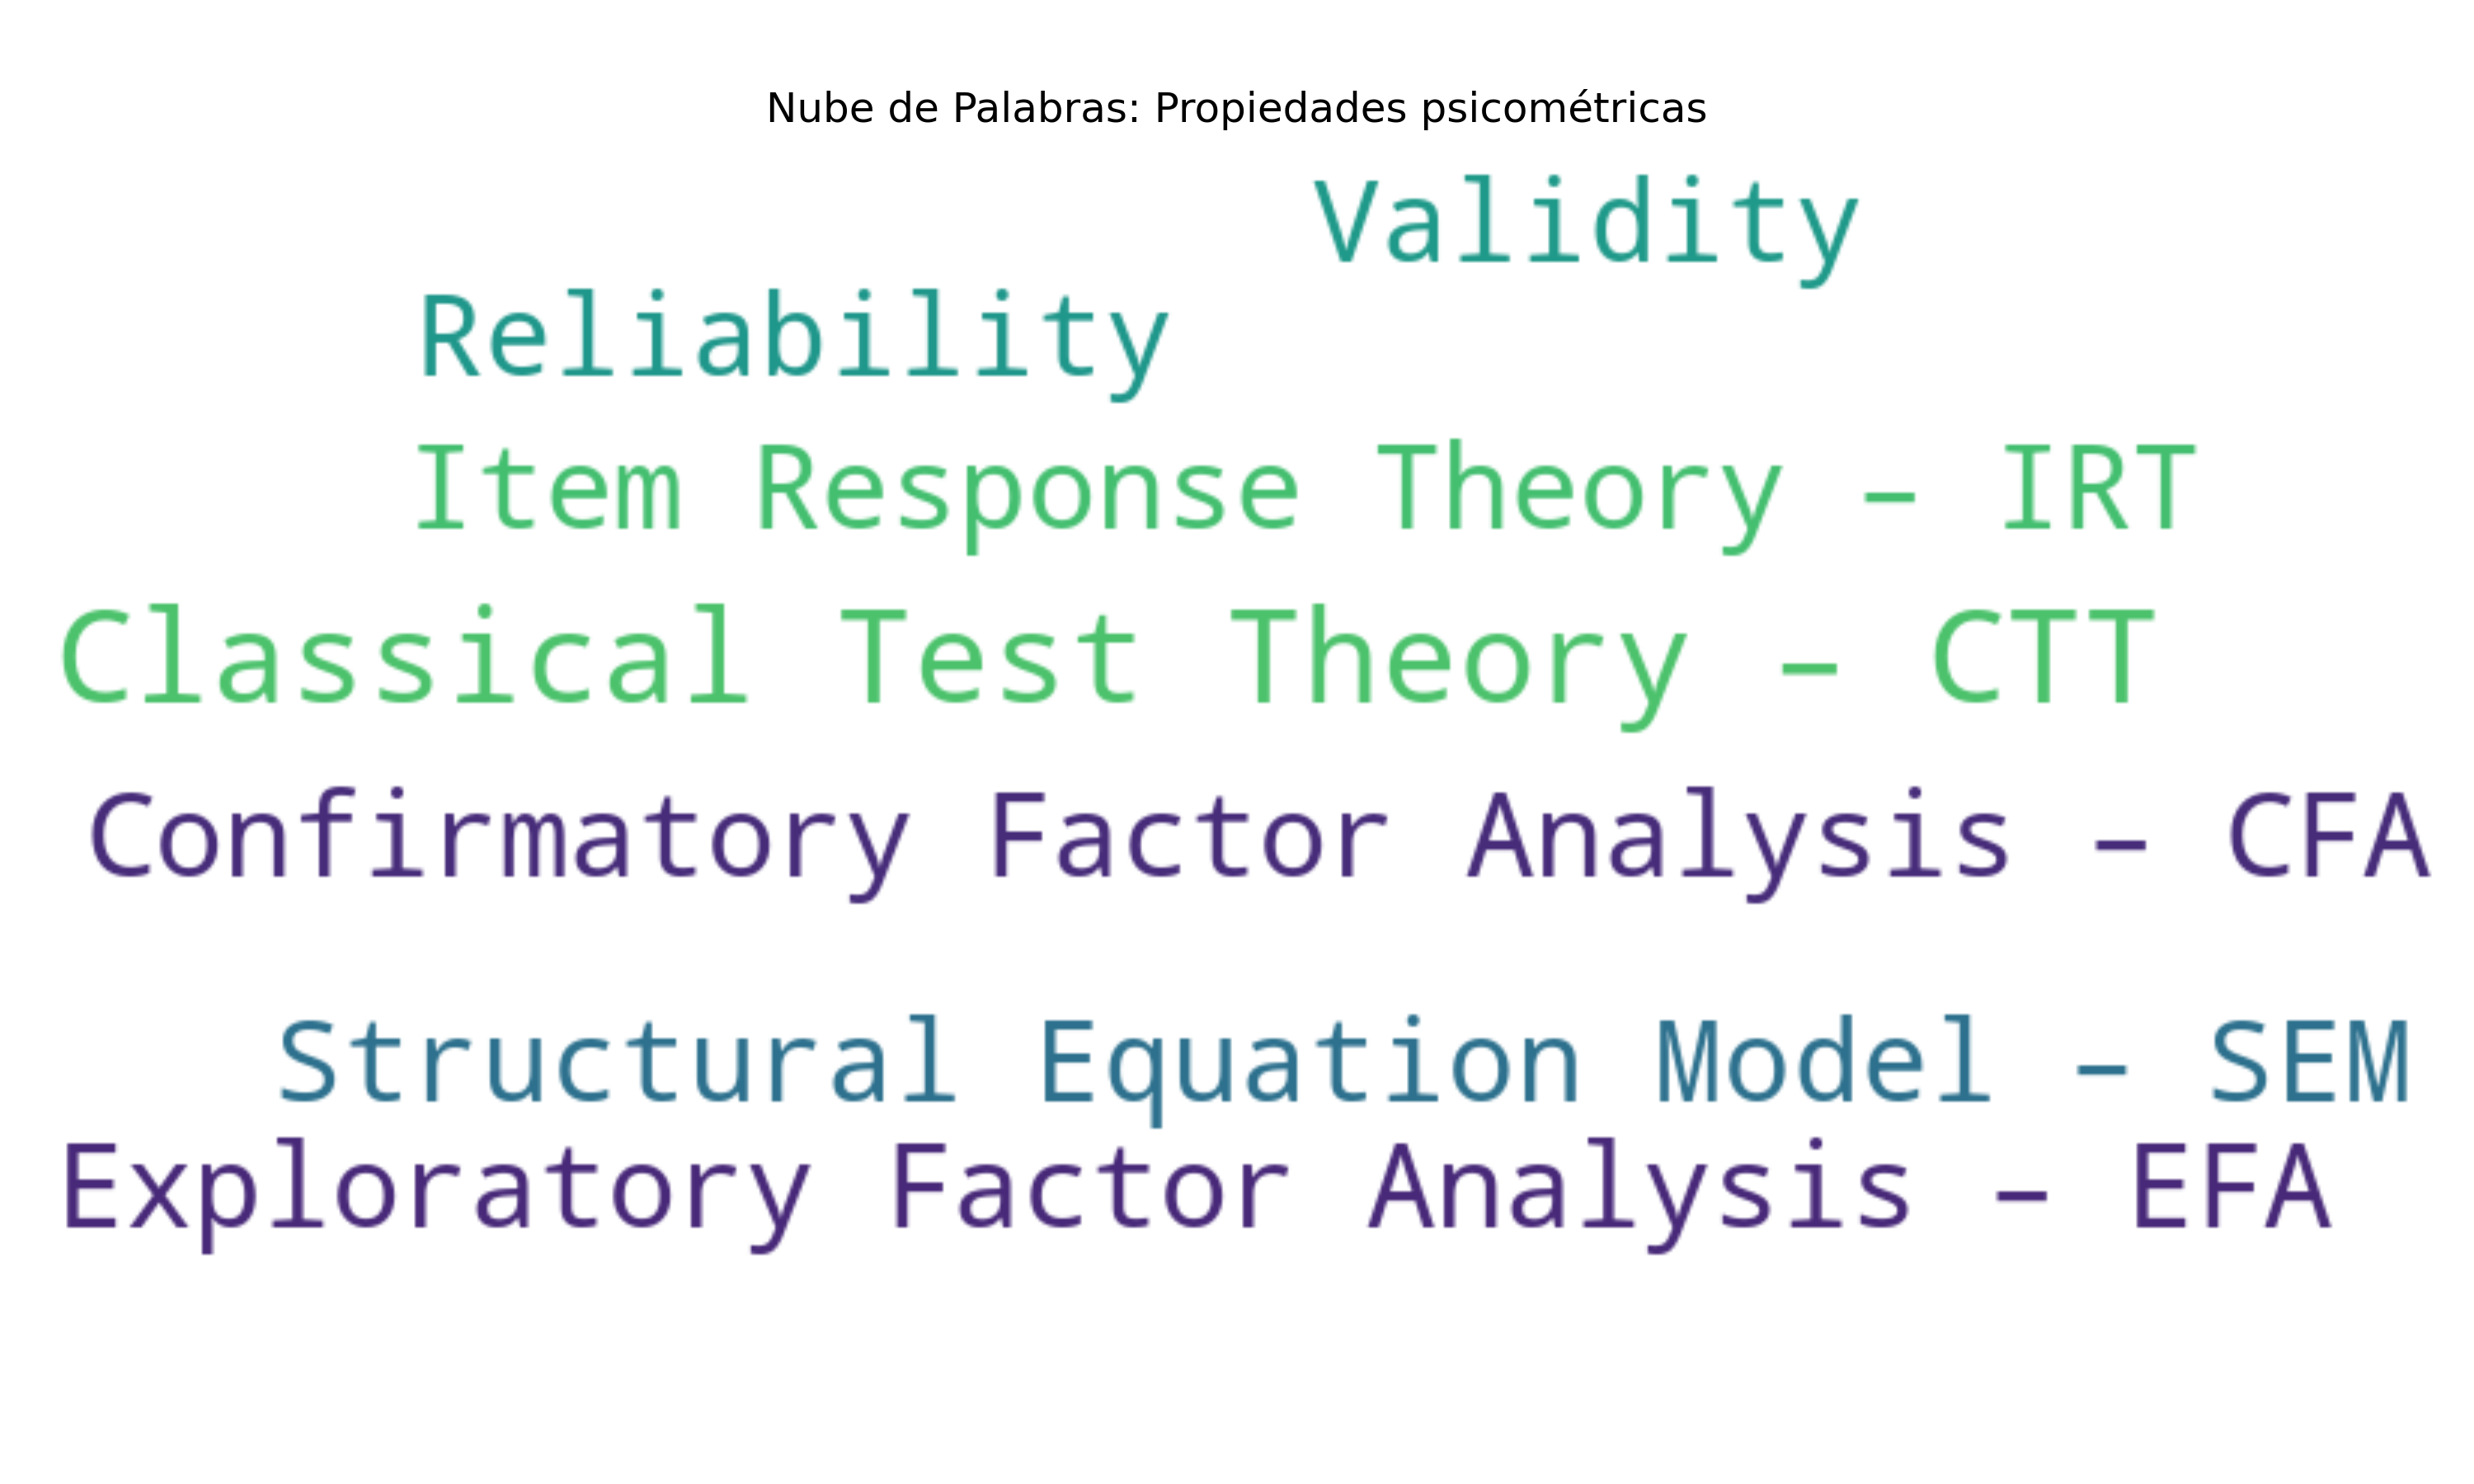 Nube de Palabras: Propiedades psicométricas
Validity
Reliability
Item Response Theory – IRT
Classical Test Theory – CTT
Confirmatory Factor Analysis – CFA
Structural Equation Model – SEM
Exploratory Factor Analysis – EFA